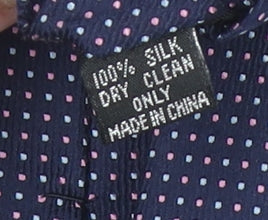 100% SILK
DRY CLEAN
ONLY
MADE IN CHINA